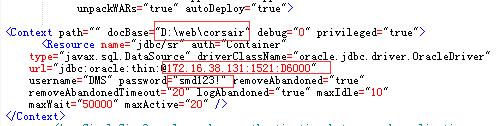 unpackWARs="true" autoDeploy="true">
<Context path="" docBase="D:\web\corsair" debug="0" privileged="true">
<Resource name="jdbc/sr" auth="Container"
type="javax.sql.DataSource" driverClassName="oracle.jdbc.driver.OracleDriver"
url="jdbc:oracle:thin:@172.16.38.131:1521:D6000"
username="DMS" password="smd123!" removeAbandoned="true"
removeAbandonedTimeout="20" logAbandoned="true" maxIdle="10"
maxWait="50000" maxActive="20" />
</Context>